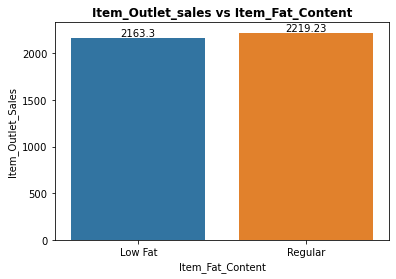 Item_Outlet_sales vs Item_Fat_Content
2163.3
2219.23
2000
1500
1000
500
0
Item_Outlet_Sales
Low Fat
Regular
Item_Fat_Content